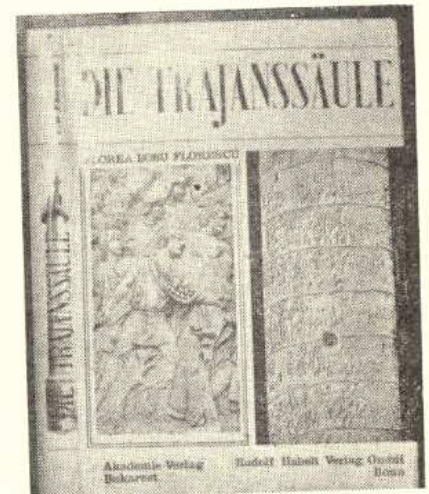 DIE TRAJANSSÄULE
FLOREA BOBU FLORESCU
DIE TRAJANSSÄULE
Akademie Verlag
Bukarest
Rudolf Habelt Verlag GmbH
Bonn